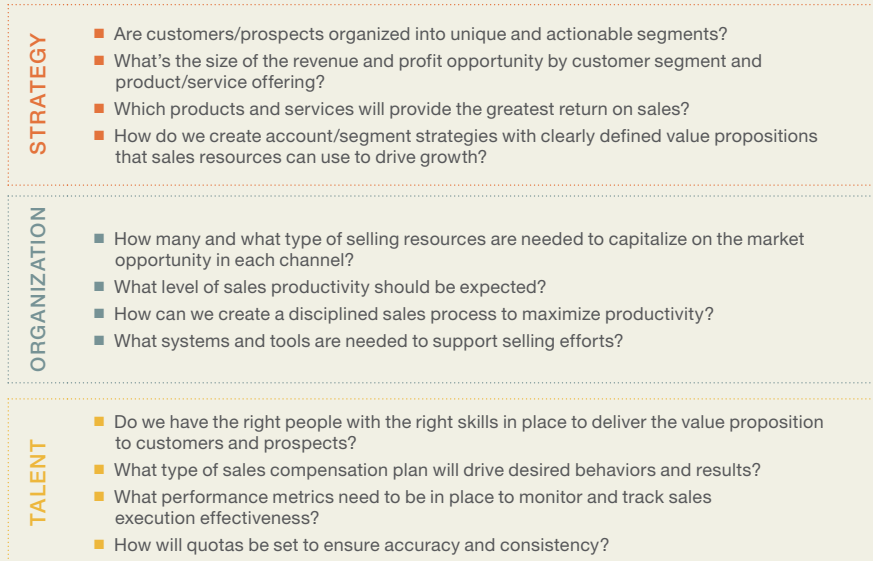 STRATEGY
■ Are customers/prospects organized into unique and actionable segments?
■ What's the size of the revenue and profit opportunity by customer segment and
product/service offering?
■ Which products and services will provide the greatest return on sales?
■ How do we create account/segment strategies with clearly defined value propositions
that sales resources can use to drive growth?
ORGANIZATION
■ How many and what type of selling resources are needed to capitalize on the market
opportunity in each channel?
■ What level of sales productivity should be expected?
■ How can we create a disciplined sales process to maximize productivity?
■ What systems and tools are needed to support selling efforts?
TALENT
■ Do we have the right people with the right skills in place to deliver the value proposition
to customers and prospects?
■ What type of sales compensation plan will drive desired behaviors and results?
■ What performance metrics need to be in place to monitor and track sales
execution effectiveness?
■ How will quotas be set to ensure accuracy and consistency?